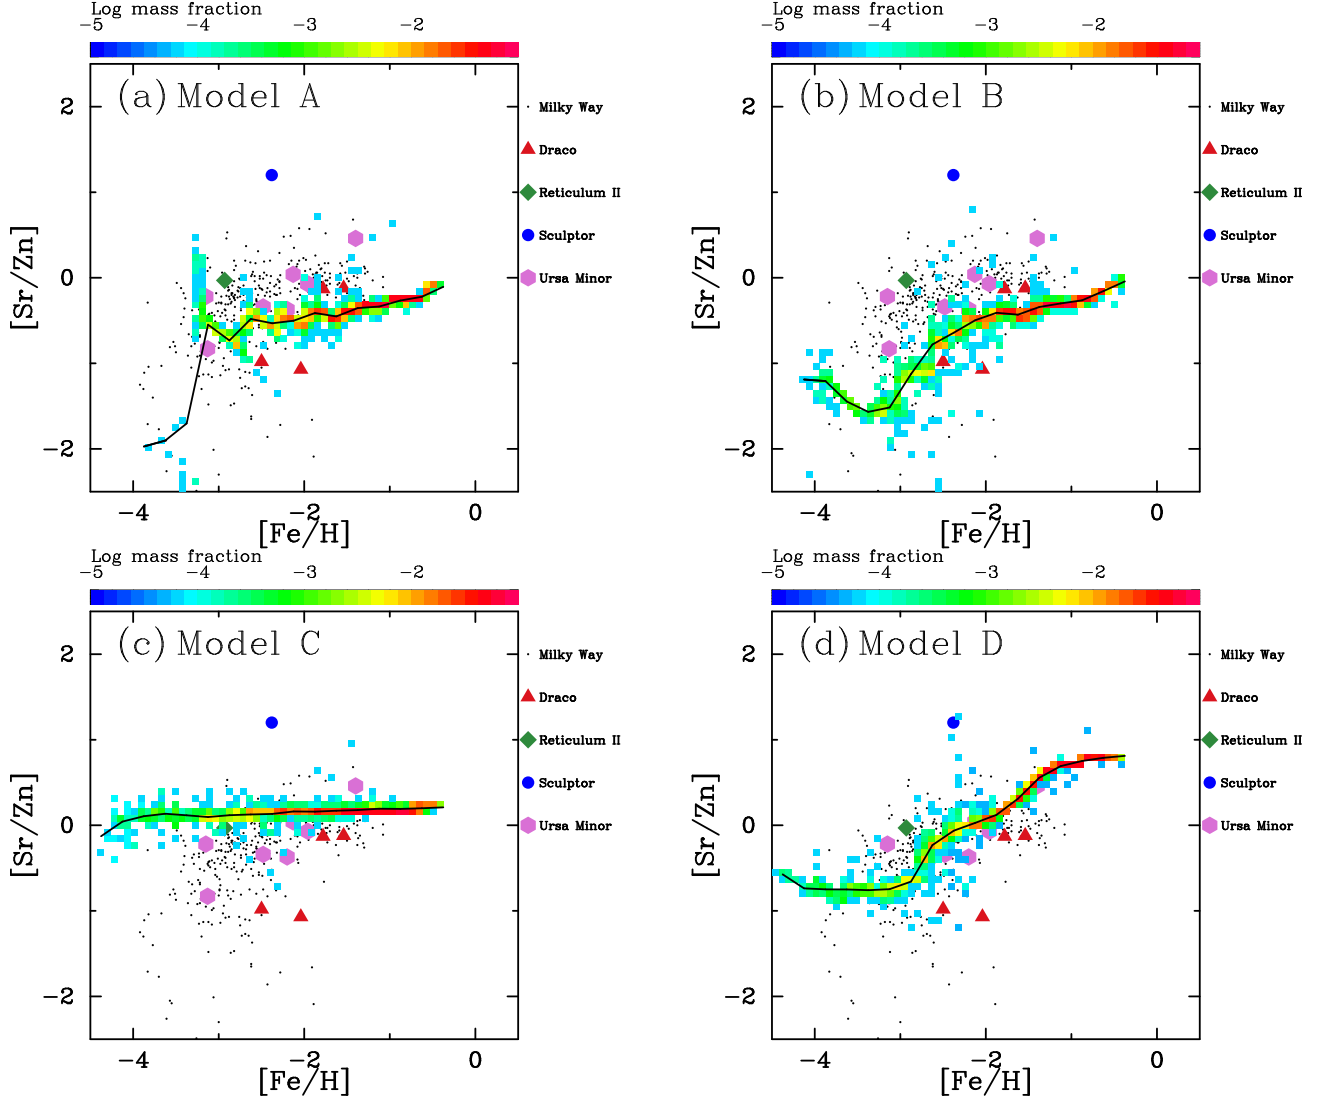 Log mass fraction
-5 -4 -3 -2
(a) Model A
2
0
-2
[Sr/Zn]
-4 -2 0
[Fe/H]
Milky Way
Draco
Reticulum II
Sculptor
Ursa Minor
Log mass fraction
-5 -4 -3 -2
(b) Model B
2
0
-2
[Sr/Zn]
-4 -2 0
[Fe/H]
Milky Way
Draco
Reticulum II
Sculptor
Ursa Minor
Log mass fraction
-5 -4 -3 -2
(c) Model C
2
0
-2
[Sr/Zn]
-4 -2 0
[Fe/H]
Milky Way
Draco
Reticulum II
Sculptor
Ursa Minor
Log mass fraction
-5 -4 -3 -2
(d) Model D
2
0
-2
[Sr/Zn]
-4 -2 0
[Fe/H]
Milky Way
Draco
Reticulum II
Sculptor
Ursa Minor